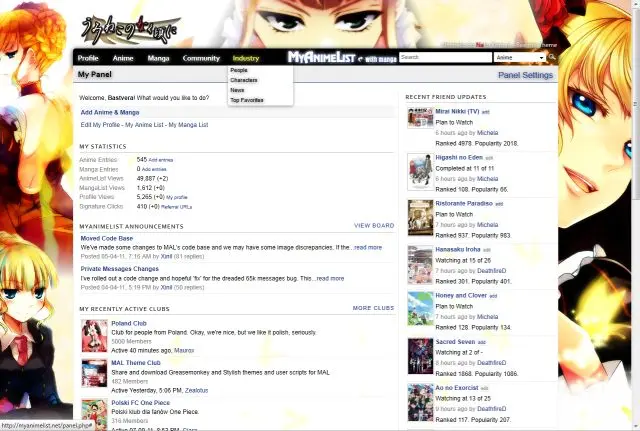 うみねこのなく頃に
Profile Anime Manga Community Industry MYANIMELIST with manga Search Anime
People
Characters
News
Top Favorites
My Panel Panel Settings
Welcome, Bastvera! What would you like to do?
Add Anime & Manga
Edit My Profile - My Anime List - My Manga List
MY STATISTICS
Anime Entries 545 Add entries
Manga Entries 0 Add entries
AnimeList Views 49,887 (+2)
MangaList Views 1,612 (+0)
Profile Views 5,265 (+0) My profile
Signature Clicks 410 (+0) Referral URLs
MYANIMELIST ANNOUNCEMENTS VIEW BOARD
Moved Code Base
We've made some changes to MAL's code base and we may have some image discrepancies. If the...read more
Posted 05-04-11, 7:15 AM by Xinil (81 replies)
Private Messages Changes
I've rolled out a code change and hopeful 'fix' for the dreaded 65k messages bug. This...read more
Posted 04-04-11, 5:19 PM by Xinil (50 replies)
MY RECENTLY ACTIVE CLUBS MORE CLUBS
Poland Club
Club for people from Poland. Okay, we're nice, but we like it polish, seriously.
5000 Members
Active 40 minutes ago, Maurox
MAL Theme Club
Share and download Greasemonkey and Stylish themes and user scripts for MAL
482 Members
Active Yesterday, 5:06 PM, Zealotus
Polski FC One Piece
Polski klub dla fanów One Piece.
316 Members
RECENT FRIEND UPDATES
Mirai Nikki (TV) add
Plan to Watch
6 hours ago by Michela
Ranked 4978. Popularity 2018.
Higashi no Eden edit
Completed at 11 of 11
6 hours ago by Michela
Ranked 108. Popularity 66.
Ristorante Paradiso edit
Plan to Watch
7 hours ago by Michela
Ranked 937. Popularity 983.
Hanasaku Iroha edit
Watching at 15 of 26
7 hours ago by DeathfireD
Ranked 301. Popularity 401.
Honey and Clover add
Plan to Watch
7 hours ago by Michela
Ranked 128. Popularity 134.
Sacred Seven add
Watching at 2 of -
8 hours ago by DeathfireD
Ranked 1868. Popularity 1086.
Ao no Exorcist edit
Watching at 13 of 25
9 hours ago by DeathfireD
Ranked 117. Popularity 207.
http://myanimelist.net/panel.php#